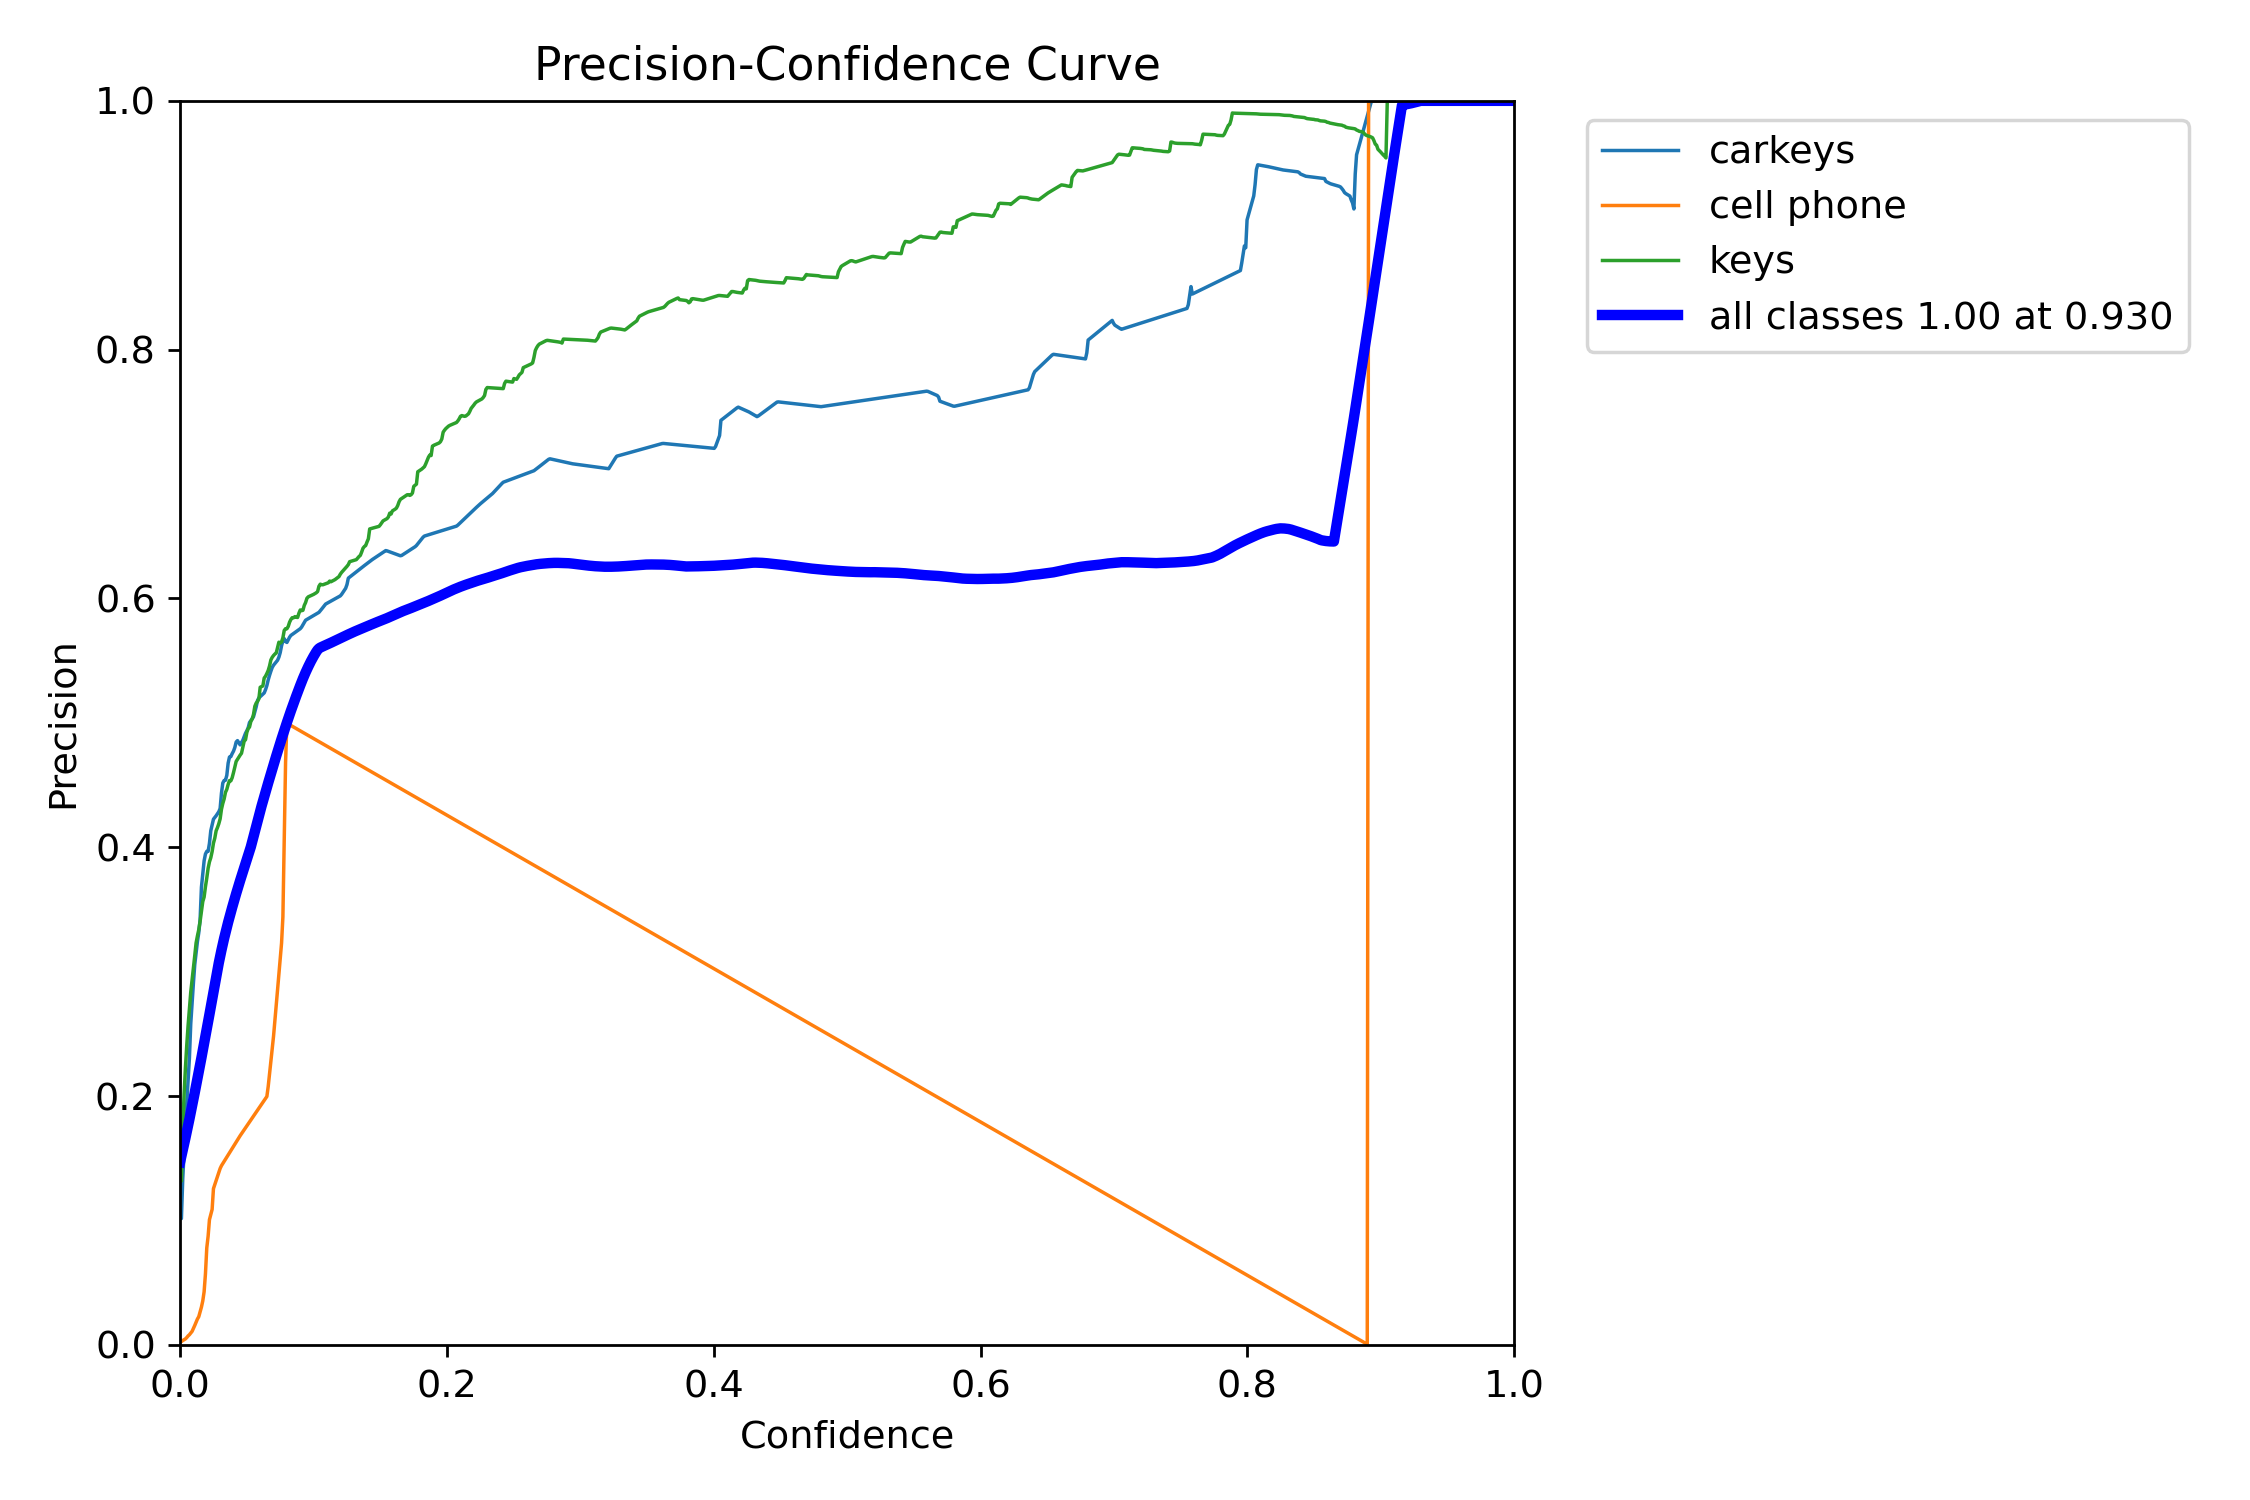 Precision-Confidence Curve
1.0
0.8
0.6
0.4
0.2
0.0
Precision
0.0 0.2 0.4 0.6 0.8 1.0
Confidence
carkeys
cell phone
keys
all classes 1.00 at 0.930